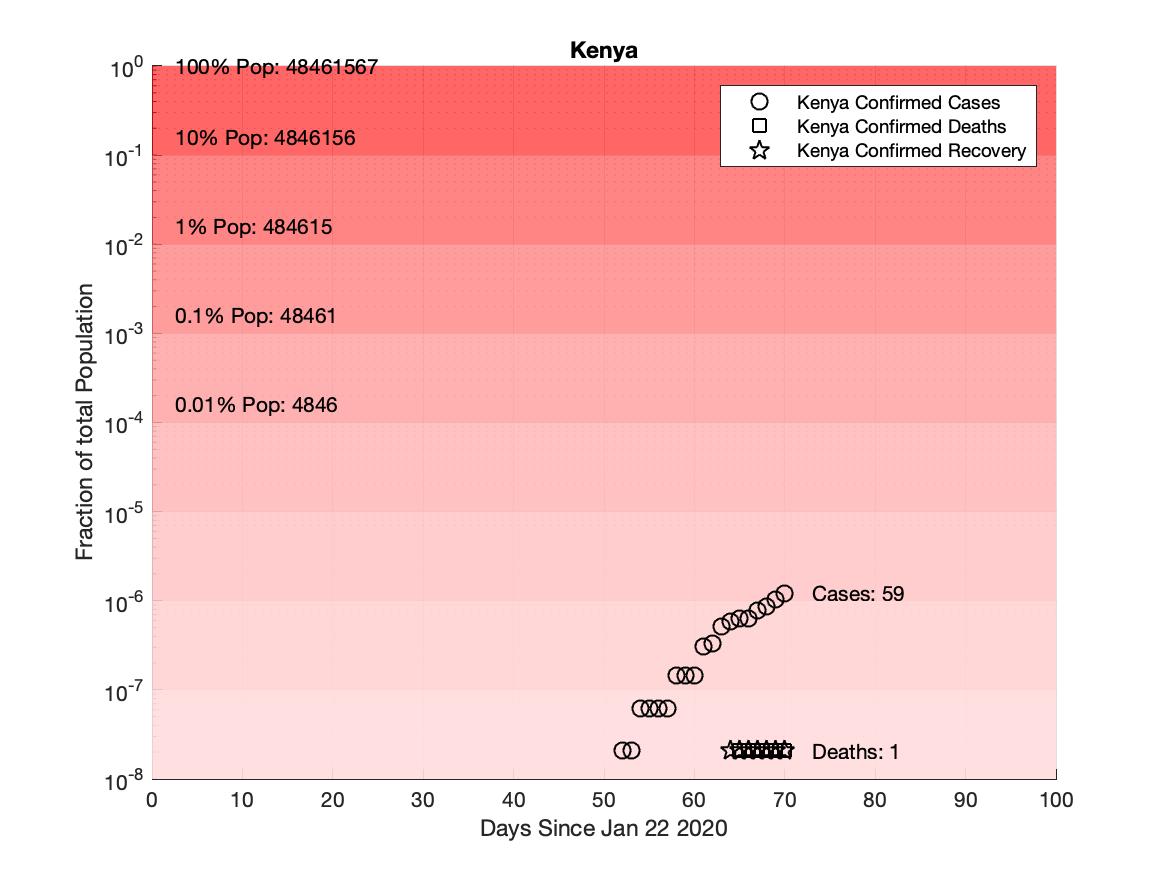 Kenya
10^0
100% Pop: 48461567
Kenya Confirmed Cases
Kenya Confirmed Deaths
Kenya Confirmed Recovery
10% Pop: 4846156
10^-1
1% Pop: 484615
10^-2
0.1% Pop: 48461
10^-3
0.01% Pop: 4846
10^-4
10^-5
10^-6
Cases: 59
10^-7
Deaths: 1
10^-8
Fraction of total Population
0 10 20 30 40 50 60 70 80 90 100
Days Since Jan 22 2020